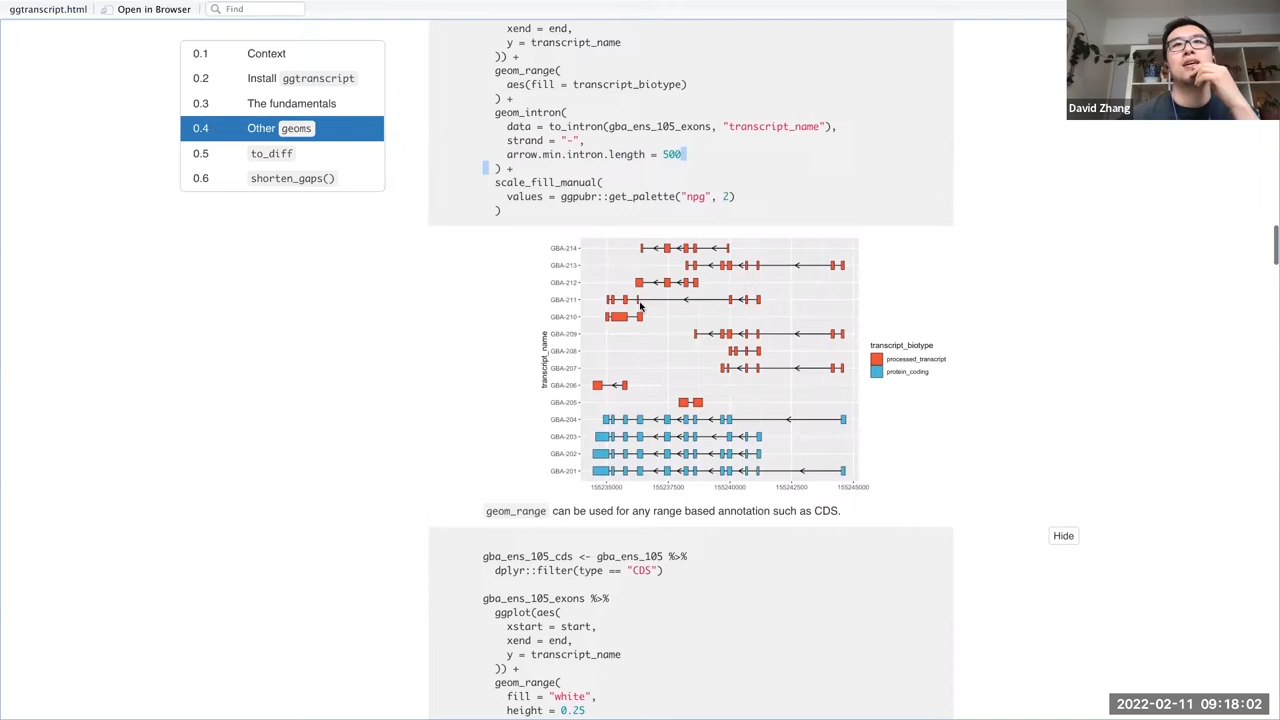 ggtranscript.html
Open in Browser
Find
0.1 Context
0.2 Install ggtranscript
0.3 The fundamentals
0.4 Other geoms
0.5 to_diff
0.6 shorten_gaps()
xend = end,
y = transcript_name
)) +
geom_range(
aes(fill = transcript_biotype)
) +
geom_intron(
data = to_intron(gba_ens_105_exons, "transcript_name"),
strand = "-",
arrow.min.intron.length = 500
) +
scale_fill_manual(
values = ggpubr::get_palette("npg", 2)
)
David Zhang
transcript_name
GBA-214
GBA-213
GBA-212
GBA-211
GBA-210
GBA-209
GBA-208
GBA-207
GBA-206
GBA-205
GBA-204
GBA-203
GBA-202
GBA-201
155235000 155237500 155240000 155242500 155245000
transcript_biotype
processed_transcript
protein_coding
geom_range can be used for any range based annotation such as CDS.
Hide
gba_ens_105_cds <- gba_ens_105 %>%
dplyr::filter(type == "CDS")
gba_ens_105_exons %>%
ggplot(aes(
xstart = start,
xend = end,
y = transcript_name
)) +
geom_range(
fill = "white",
height = 0.25
2022-02-11 09:18:02